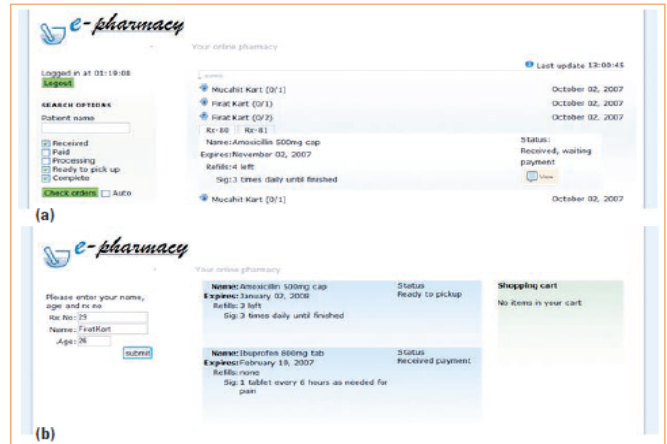 e-pharmacy
Your online pharmacy
Last update 13:00:45
Logged in at 01:19:08
Logout
SEARCH OPTIONS
Patient name
Received
Paid
Processing
Ready to pick up
Complete
Check orders Auto
Mucahit Kart (0/1) October 02, 2007
Firat Kart (0/1) October 02, 2007
Firat Kart (0/2) October 02, 2007
Rx-80 Rx-81
Name: Amoxicillin 500mg cap
Expires: November 02, 2007
Refills: 4 left
Sig: 3 times daily until finished
Status:
Received, waiting
payment
View
Mucahit Kart (0/1) October 02, 2007
(a)
e-pharmacy
Your online pharmacy
Please enter your name,
age and rx no
Rx No: 29
Name: FiratKart
Age: 26
submit
Name: Amoxicillin 500mg cap
Expires: January 02, 2008
Refills: 3 left
Sig: 3 times daily until finished
Status
Ready to pickup
Name: Ibuprofen 800mg tab
Expires: February 10, 2007
Refills: none
Sig: 1 tablet every 6 hours as needed for
pain
Status
Received payment
Shopping cart
No items in your cart
(b)